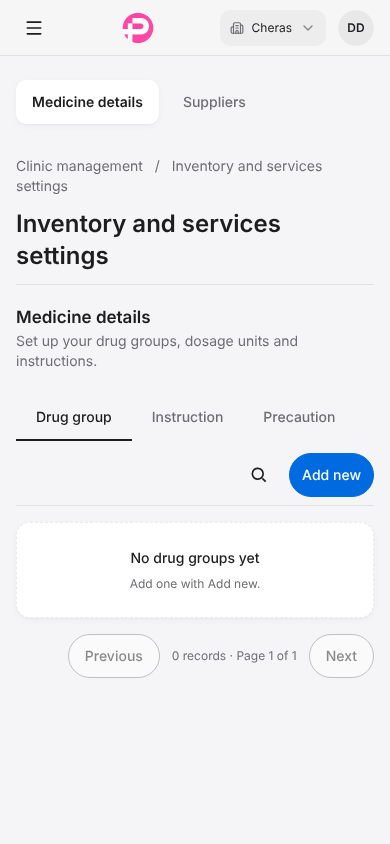 Cheras
DD
Medicine details
Suppliers
Clinic management / Inventory and services
settings
Inventory and services
settings
Medicine details
Set up your drug groups, dosage units and
instructions.
Drug group
Instruction
Precaution
Add new
No drug groups yet
Add one with Add new.
Previous
0 records · Page 1 of 1
Next